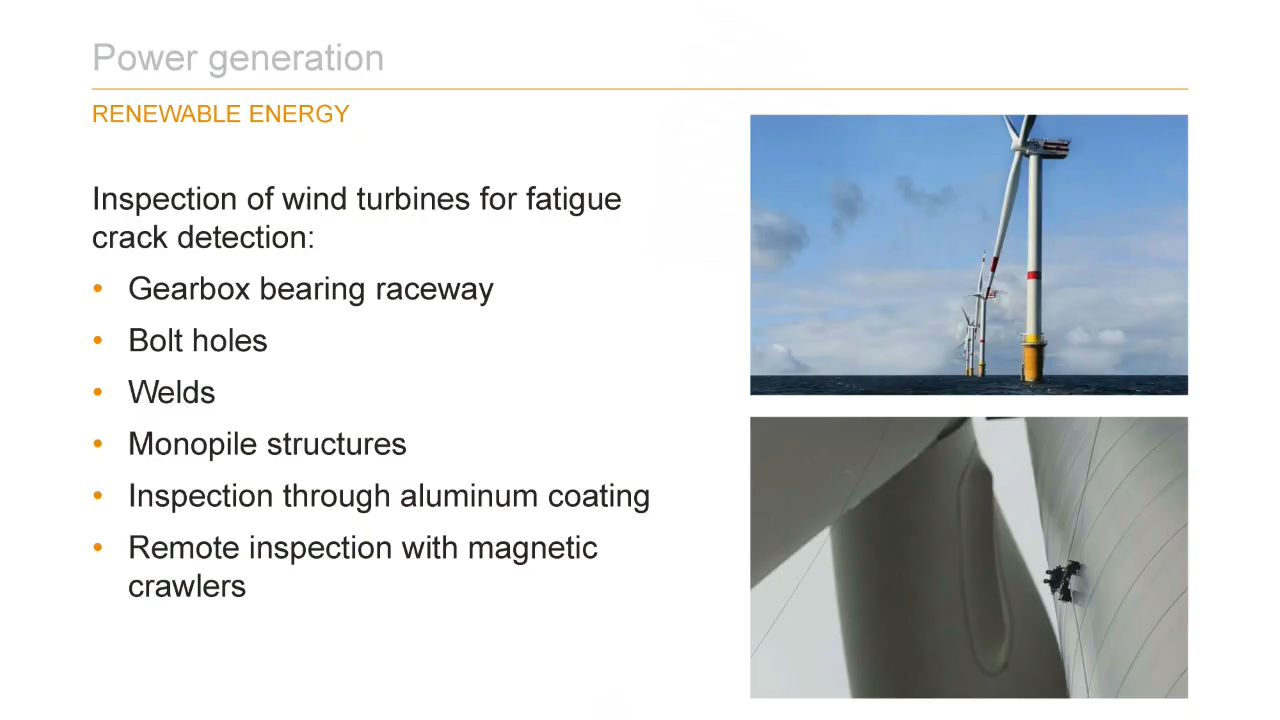 Power generation
RENEWABLE ENERGY
Inspection of wind turbines for fatigue
crack detection:
• Gearbox bearing raceway
• Bolt holes
• Welds
• Monopile structures
• Inspection through aluminum coating
• Remote inspection with magnetic
crawlers